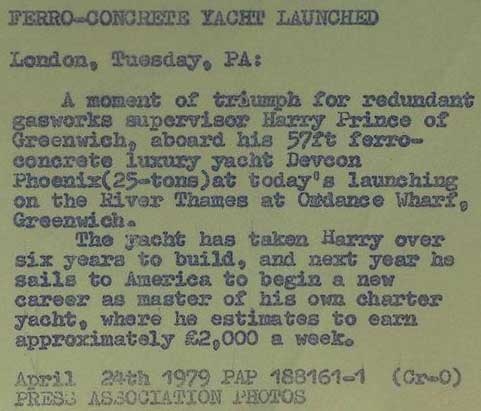 FERRO-CONCRETE YACHT LAUNCHED
London, Tuesday, PA:
A moment of triumph for redundant
gasworks supervisor Harry Prince of
Greenwich, aboard his 57ft ferro-
concrete luxury yacht Devcon
Phoenix(25-tons)at today's launching
on the River Thames at Ordance Wharf,
Greenwich.
The yacht has taken Harry over
six years to build, and next year he
sails to America to begin a new
career as master of his own charter
yacht, where he estimates to earn
approximately £2,000 a week.
April 24th 1979 PAP 188161-1 (Cr-O)
PRESS ASSOCIATION PHOTOS